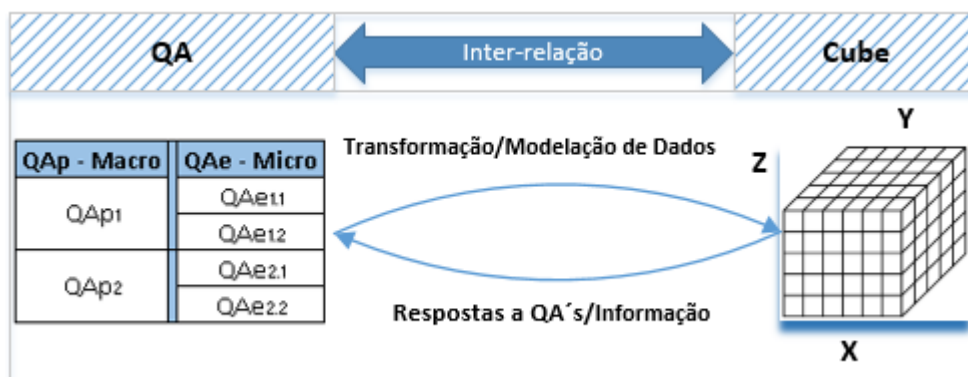 QA
Inter-relação
Cube
QAp - Macro
QAe - Micro
QAp1
QAe1.1
QAe1.2
QAp2
QAe2.1
QAe2.2
Transformação/Modelação de Dados
Respostas a QA´s/Informação
Y
Z
X